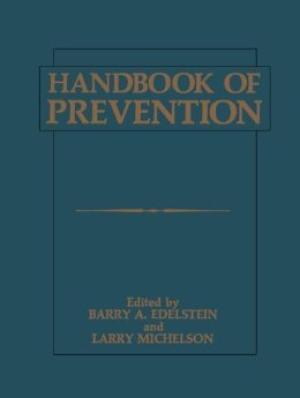 HANDBOOK OF
PREVENTION
Edited by
BARRY A. EDELSTEIN
and
LARRY MICHELSON